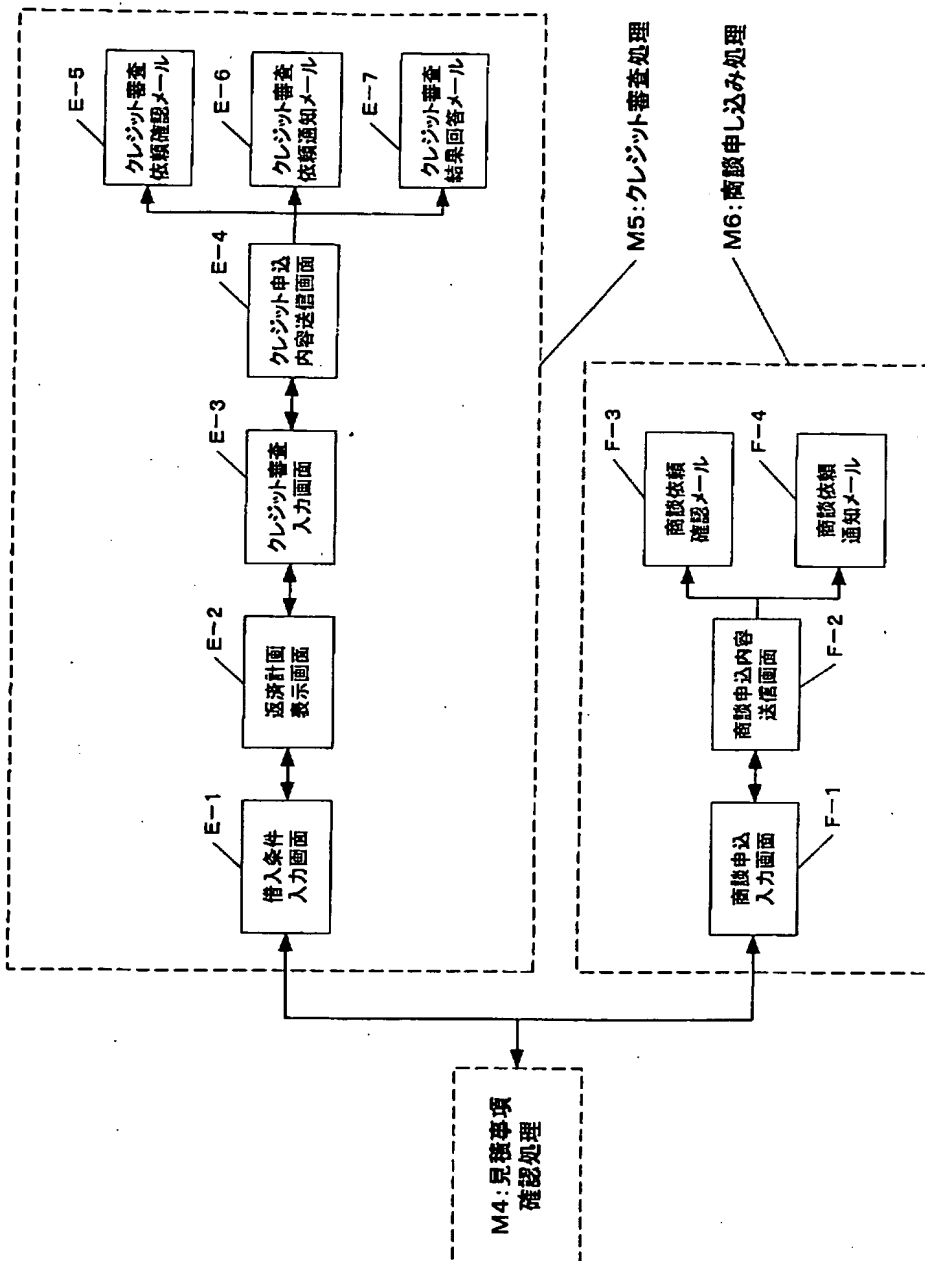 M4:見積事項
確認処理
E-1
借入条件
入力画面
E-2
返済計画
表示画面
E-3
クレジット審査
入力画面
E-4
クレジット申込
内容送信画面
E-5
クレジット審査
依頼確認メール
E-6
クレジット審査
依頼通知メール
E-7
クレジット審査
結果回答メール
M5:クレジット審査処理
F-1
商談申込
入力画面
F-2
商談申込内容
送信画面
F-3
商談依頼
確認メール
F-4
商談依頼
通知メール
M6:商談申し込み処理